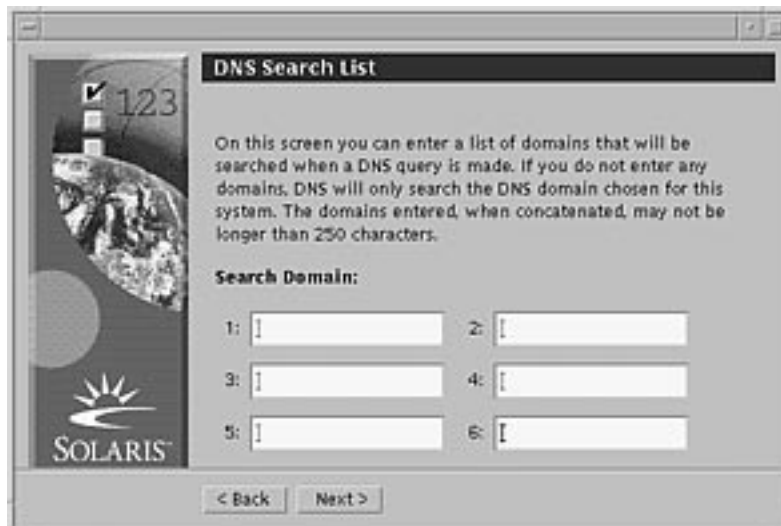 DNS Search List
123
On this screen you can enter a list of domains that will be
searched when a DNS query is made. If you do not enter any
domains, DNS will only search the DNS domain chosen for this
system. The domains entered, when concatenated, may not be
longer than 250 characters.
Search Domain:
1: 2:
3: 4:
5: 6:
SOLARIS™
< Back Next >